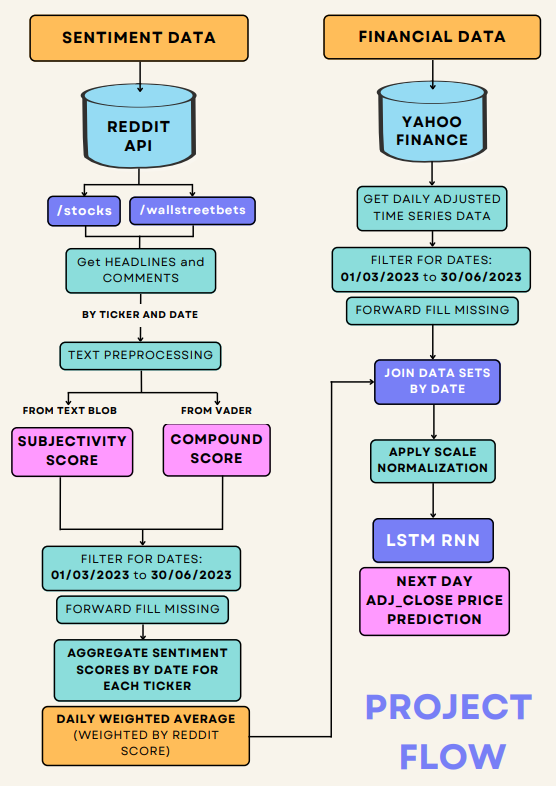 SENTIMENT DATA
REDDIT
API
/stocks
/wallstreetbets
Get HEADLINES and
COMMENTS
BY TICKER AND DATE
TEXT PREPROCESSING
FROM TEXT BLOB
FROM VADER
SUBJECTIVITY
SCORE
COMPOUND
SCORE
FILTER FOR DATES:
01/03/2023 to 30/06/2023
FORWARD FILL MISSING
AGGREGATE SENTIMENT
SCORES BY DATE FOR
EACH TICKER
DAILY WEIGHTED AVERAGE
(WEIGHTED BY REDDIT
SCORE)
FINANCIAL DATA
YAHOO
FINANCE
GET DAILY ADJUSTED
TIME SERIES DATA
FILTER FOR DATES:
01/03/2023 to 30/06/2023
FORWARD FILL MISSING
JOIN DATA SETS
BY DATE
APPLY SCALE
NORMALIZATION
LSTM RNN
NEXT DAY
ADJ_CLOSE PRICE
PREDICTION
PROJECT
FLOW